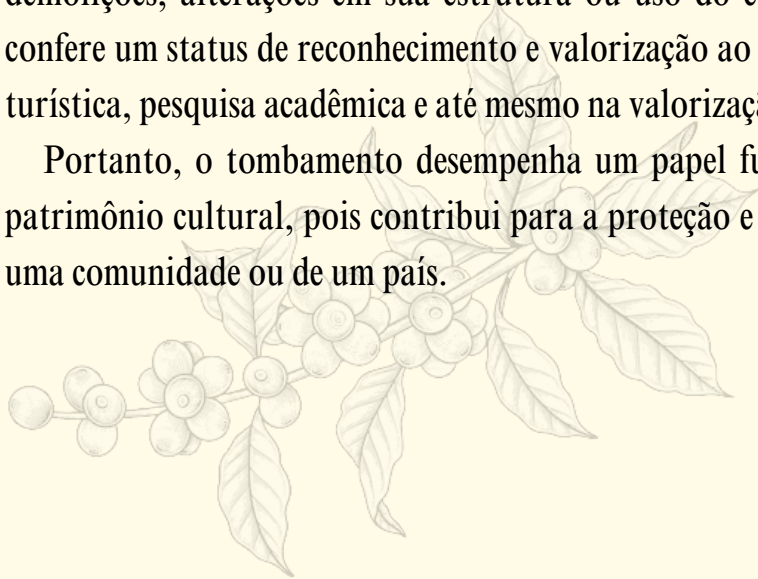 demolições, alterações em sua estrutura ou uso do
confere um status de reconhecimento e valorização ao
turística, pesquisa acadêmica e até mesmo na
Portanto, o tombamento desempenha um papel
patrimônio cultural, pois contribui para a proteção e
uma comunidade ou de um país.